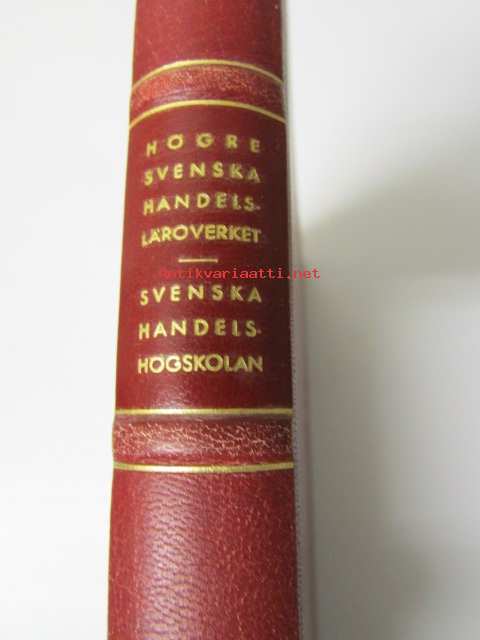 HÖGRE
SVENSKA
HANDELS-
LÄROVERKET
antikvariaatti.net
SVENSKA
HANDELS-
HÖGSKOLAN